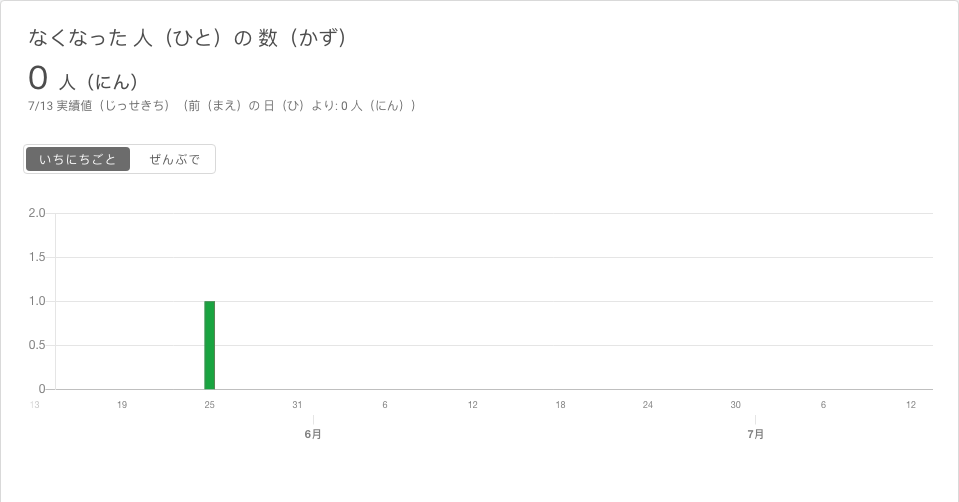 なくなった 人（ひと）の 数（かず）
0 人（にん）
7/13 実績値（じっせきち）（前（まえ）の 日（ひ）より: 0 人（にん））
いちにちごと ぜんぶで
2.0
1.5
1.0
0.5
0
13 19 25 31 6 12 18 24 30 6 12
6月 7月